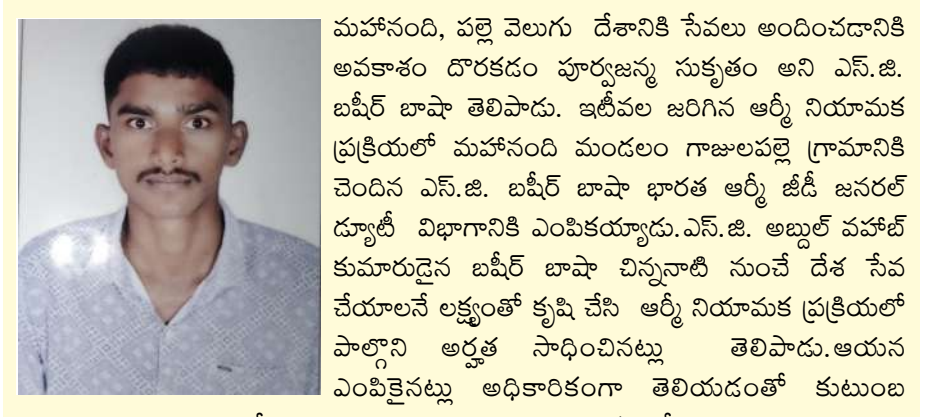 మహానంది, పల్లె వెలుగు దేశానికి సేవలు అందించడానికి
అవకాశం దొరకడం పూర్వజన్మ సుకృతం అని ఎస్.జి.
బషీర్ బాషా తెలిపాడు. ఇటీవల జరిగిన ఆర్మీ నియామక
ప్రక్రియలో మహానంది మండలం గాజులపల్లె గ్రామానికి
చెందిన ఎస్.జి. బషీర్ బాషా భారత ఆర్మీ జీడీ జనరల్
డ్యూటీ విభాగానికి ఎంపికయ్యాడు.ఎస్.జి. అబ్దుల్ వహాబ్
కుమారుడైన బషీర్ బాషా చిన్ననాటి నుంచే దేశ సేవ
చేయాలనే లక్ష్యంతో కృషి చేసి ఆర్మీ నియామక ప్రక్రియలో
పాల్గొని అర్హత సాధించినట్లు తెలిపాడు.ఆయన
ఎంపికైనట్లు అధికారికంగా తెలియడంతో కుటుంబ